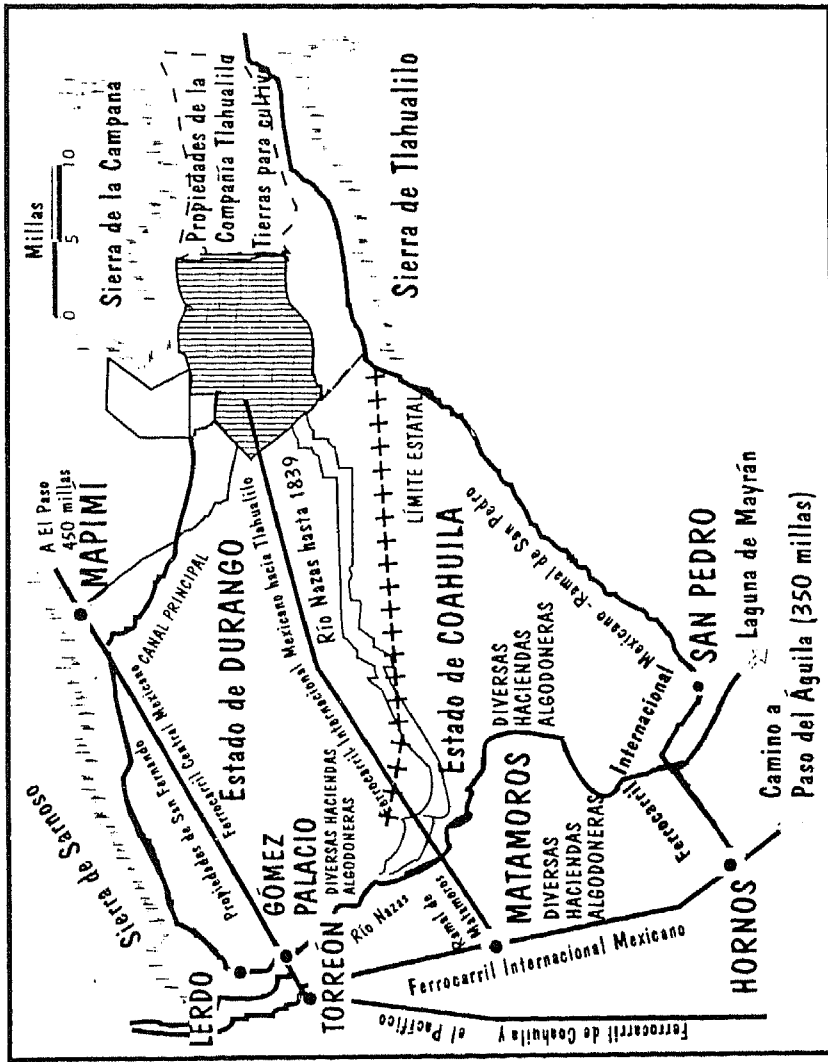 Millas
0 5 10
Sierra de la Campana
Propiedades de la
Compañía Tlahualila
Tierras para cultivo
Sierra de Tlahualilo
A El Paso
450 millas
MAPIMI
CANAL PRINCIPAL
Estado de DURANGO
Ferrocarril Central Mexicano
Propiedades de San Fernando
Sierra de Sarnoso
Ferrocarril Internacional Mexicano hacia Tlahualilo
Río Nazas hasta 1839
LÍMITE ESTATAL
Estado de COAHUILA
Mexicano - Ramal de San Pedro
LERDO
GÓMEZ
PALACIO
DIVERSAS HACIENDAS
ALGODONERAS
TORREÓN
Río Nazas
Ramal de
Matamoros
MATAMOROS
DIVERSAS
HACIENDAS
ALGODONERAS
DIVERSAS
HACIENDAS
ALGODONERAS
Ferrocarril Internacional
SAN PEDRO
Laguna de Mayrán
Camino a
Paso del Águila (350 millas)
HORNOS
Ferrocarril Internacional Mexicano
Ferrocarril de Coahuila y
el Pacífico